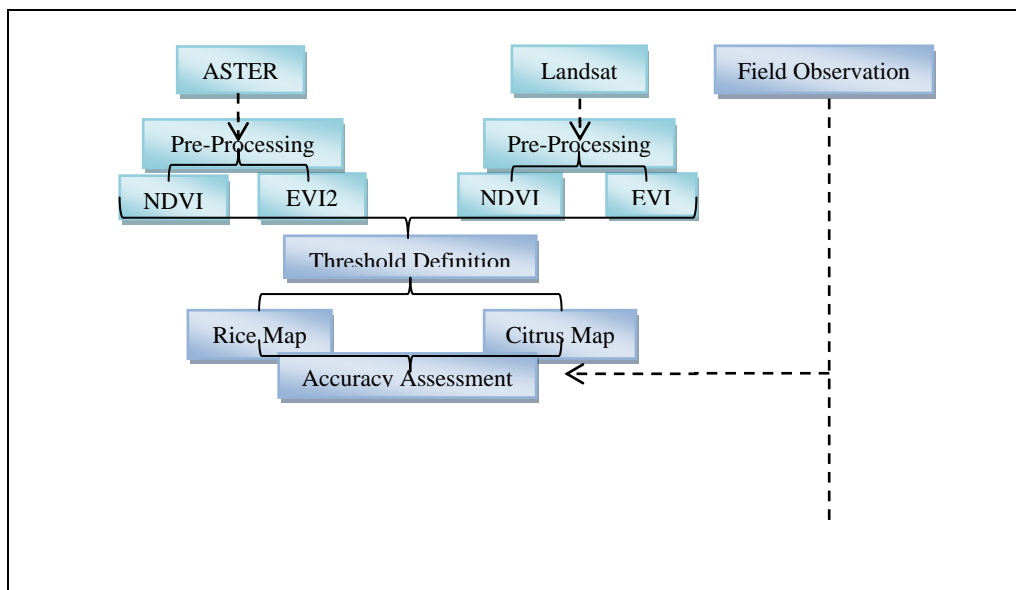 ASTER
Landsat
Field Observation
Pre-Processing
Pre-Processing
NDVI
EVI2
NDVI
EVI
Threshold Definition
Rice Map
Citrus Map
Accuracy Assessment